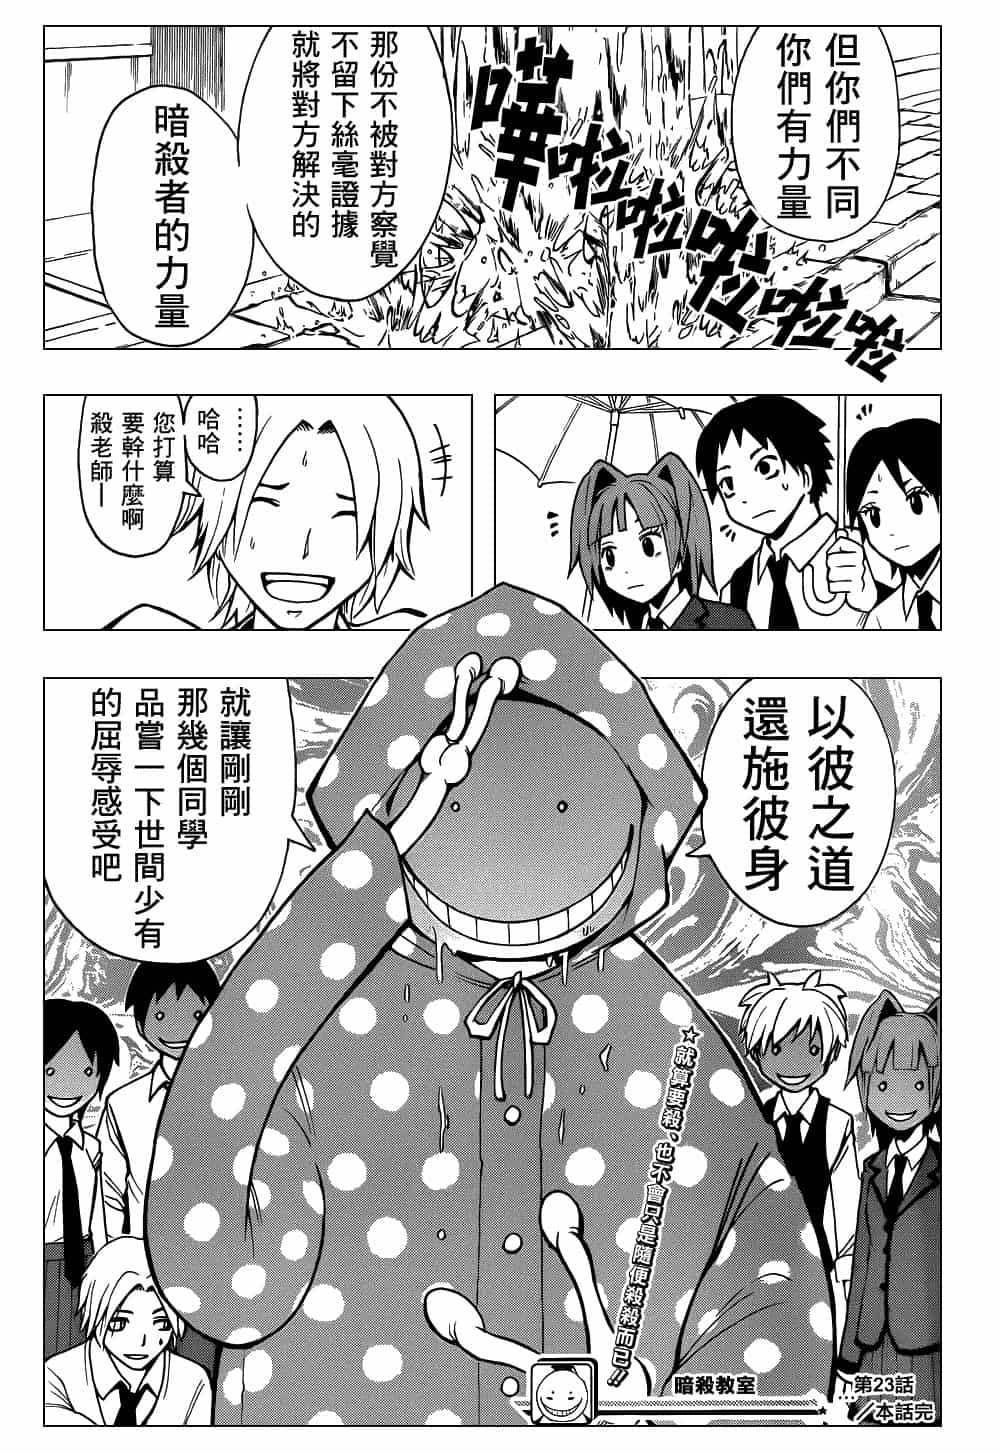 但你們不同
你們有力量
嘩啦啦啦啦啦
那份不被對方察覺
不留下絲毫證據
就將對方解決的
暗殺者的力量
……
哈哈
您打算
要幹什麼啊
殺老師—
以彼之道
還施彼身
就讓剛剛
那幾個同學
品嘗一下世間少有
的屈辱感受吧
★就算要殺、也不會只是隨便殺殺而已!!
暗殺教室
第23話
……／本話完